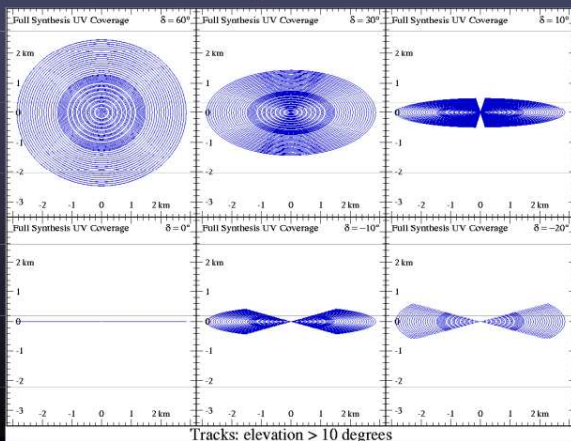 Full Synthesis UV Coverage δ = 60°
2 km
1
0
-1
-2
-3
-2 -1 0 1 2 km
Full Synthesis UV Coverage δ = 30°
2 km
1
0
-1
-2
-3
-2 -1 0 1 2 km
Full Synthesis UV Coverage δ = 10°
2 km
1
0
-1
-2
-3
-2 -1 0 1 2 km
Full Synthesis UV Coverage δ = 0°
2 km
1
0
-1
-2
-3
-2 -1 0 1 2 km
Full Synthesis UV Coverage δ = -10°
2 km
1
0
-1
-2
-3
-2 -1 0 1 2 km
Full Synthesis UV Coverage δ = -20°
2 km
1
0
-1
-2
-3
-2 -1 0 1 2 km
Tracks: elevation > 10 degrees